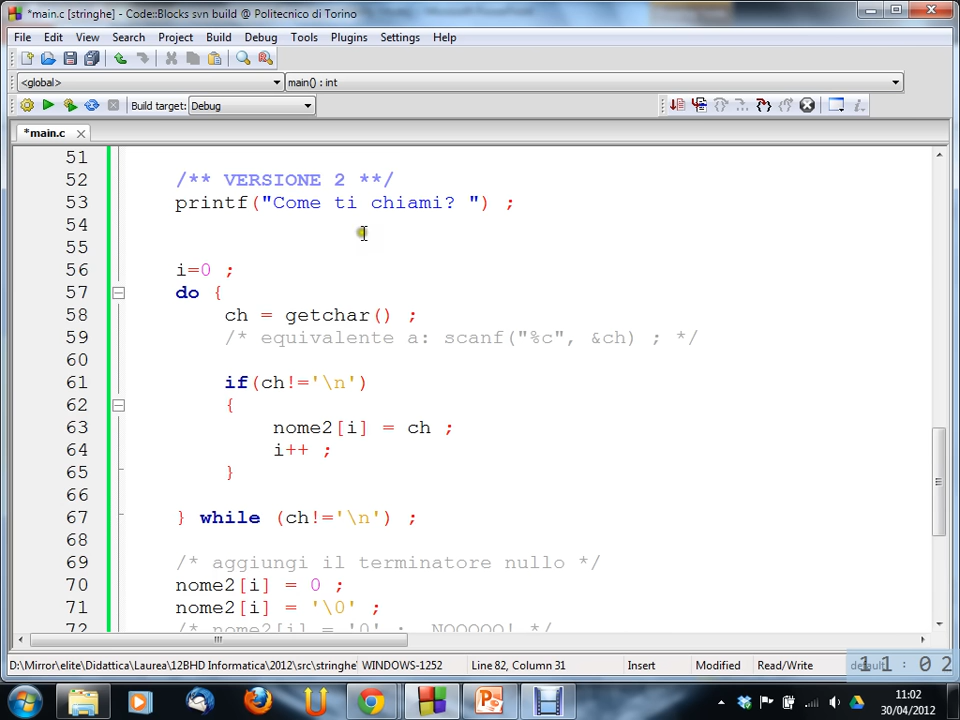 *main.c [stringhe] - Code::Blocks svn build @ Politecnico di Torino
File Edit View Search Project Build Debug Tools Plugins Settings Help
<global> main() : int
Build target: Debug
*main.c
51
52 /** VERSIONE 2 **/
53 printf("Come ti chiami? ") ;
54
55
56 i=0 ;
57 do {
58 ch = getchar() ;
59 /* equivalente a: scanf("%c", &ch) ; */
60
61 if(ch!='\n')
62 {
63 nome2[i] = ch ;
64 i++ ;
65 }
66
67 } while (ch!='\n') ;
68
69 /* aggiungi il terminatore nullo */
70 nome2[i] = 0 ;
71 nome2[i] = '\0' ;
72 /* nome2[i] = '0' ; NOOOOO! */
D:\Mirror\elite\Didattica\Laurea\12BHD Informatica\2012\src\stringhe WINDOWS-1252 Line 82, Column 31 Insert Modified Read/Write default
11:02
11:02
30/04/2012